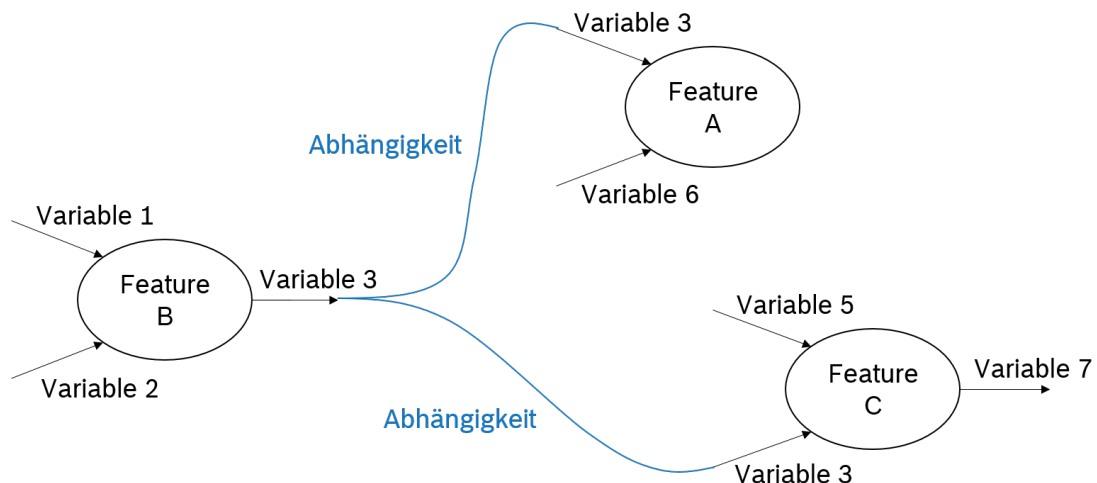 Variable 3
Feature
A
Abhängigkeit
Variable 6
Variable 1
Feature
B
Variable 3
Variable 2
Variable 5
Feature
C
Variable 7
Abhängigkeit
Variable 3